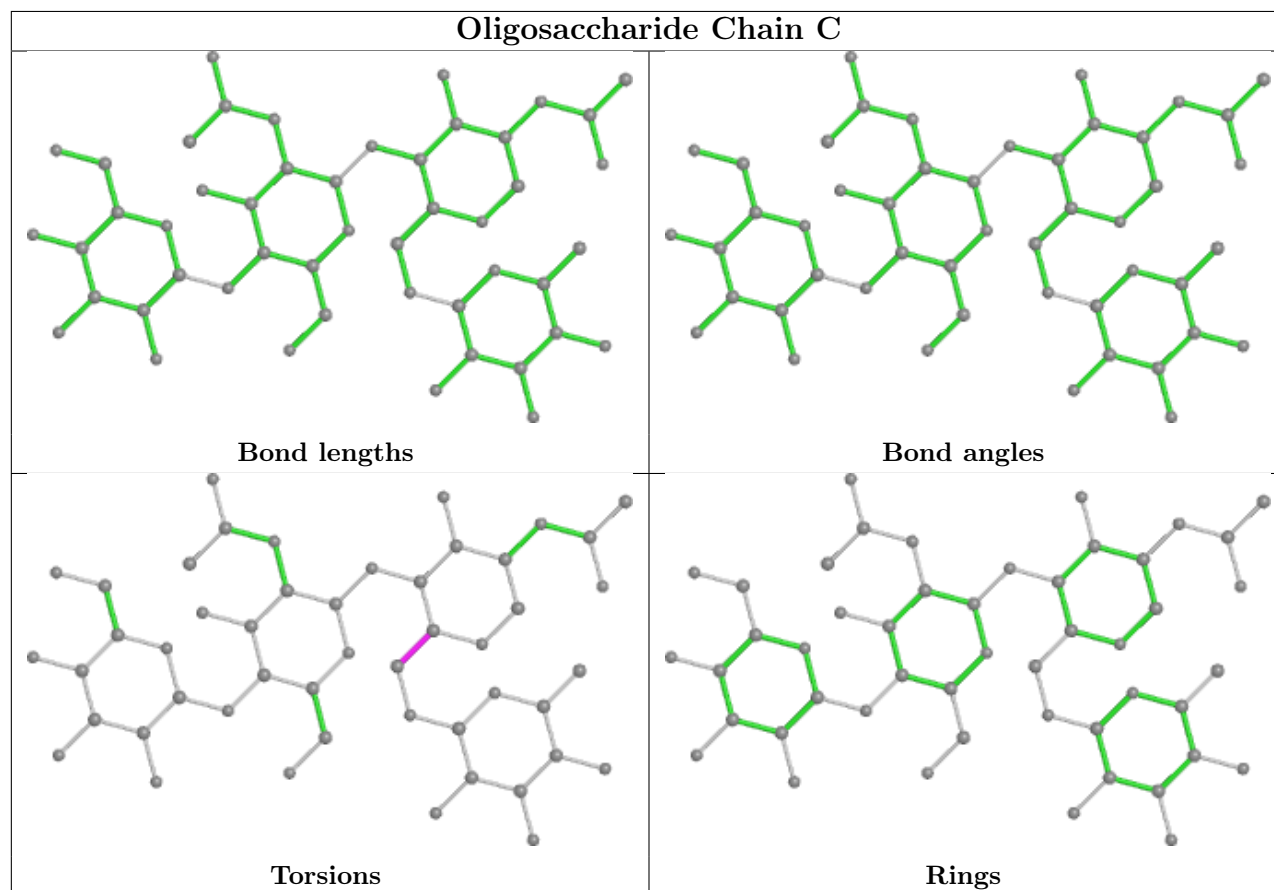 Oligosaccharide Chain C
Bond lengths
Bond angles
Torsions
Rings